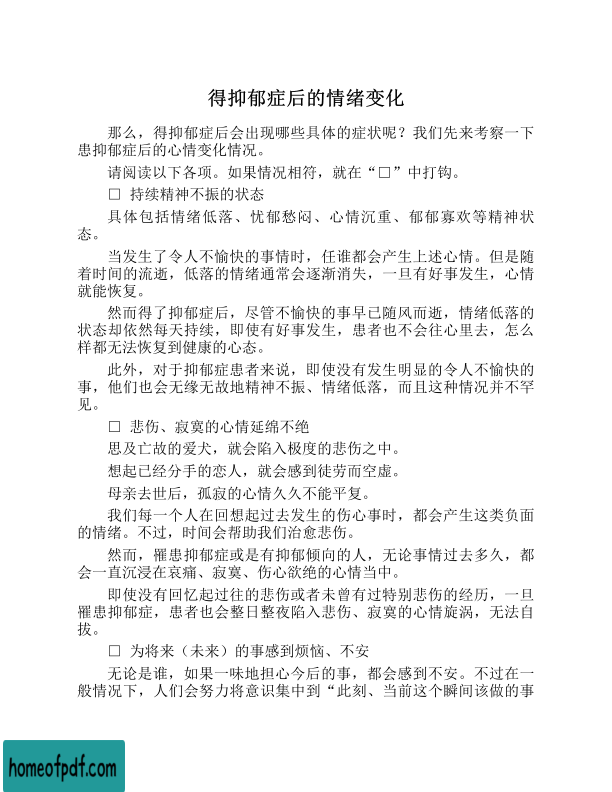 得抑郁症后的情绪变化
那么，得抑郁症后会出现哪些具体的症状呢？我们先来考察一下
患抑郁症后的心情变化情况。
请阅读以下各项。如果情况相符，就在“□”中打钩。
□ 持续精神不振的状态
具体包括情绪低落、忧郁愁闷、心情沉重、郁郁寡欢等精神状
态。
当发生了令人不愉快的事情时，任谁都会产生上述心情。但是随
着时间的流逝，低落的情绪通常会逐渐消失，一旦有好事发生，心情
就能恢复。
然而得了抑郁症后，尽管不愉快的事早已随风而逝，情绪低落的
状态却依然每天持续，即使有好事发生，患者也不会往心里去，怎么
样都无法恢复到健康的心态。
此外，对于抑郁症患者来说，即使没有发生明显的令人不愉快的
事，他们也会无缘无故地精神不振、情绪低落，而且这种情况并不罕
见。
□ 悲伤、寂寞的心情延绵不绝
思及亡故的爱犬，就会陷入极度的悲伤之中。
想起已经分手的恋人，就会感到徒劳而空虚。
母亲去世后，孤寂的心情久久不能平复。
我们每一个人在回想起过去发生的伤心事时，都会产生这类负面
的情绪。不过，时间会帮助我们治愈悲伤。
然而，罹患抑郁症或是有抑郁倾向的人，无论事情过去多久，都
会一直沉浸在哀痛、寂寞、伤心欲绝的心情当中。
即使没有回忆起过往的悲伤或者未曾有过特别悲伤的经历，一旦
罹患抑郁症，患者也会整日整夜陷入悲伤、寂寞的心情旋涡，无法自
拔。
□ 为将来（未来）的事感到烦恼、不安
无论是谁，如果一味地担心今后的事，都会感到不安。不过在一
般情况下，人们会努力将意识集中到“此刻、当前这个瞬间该做的事
homeofpdf.com